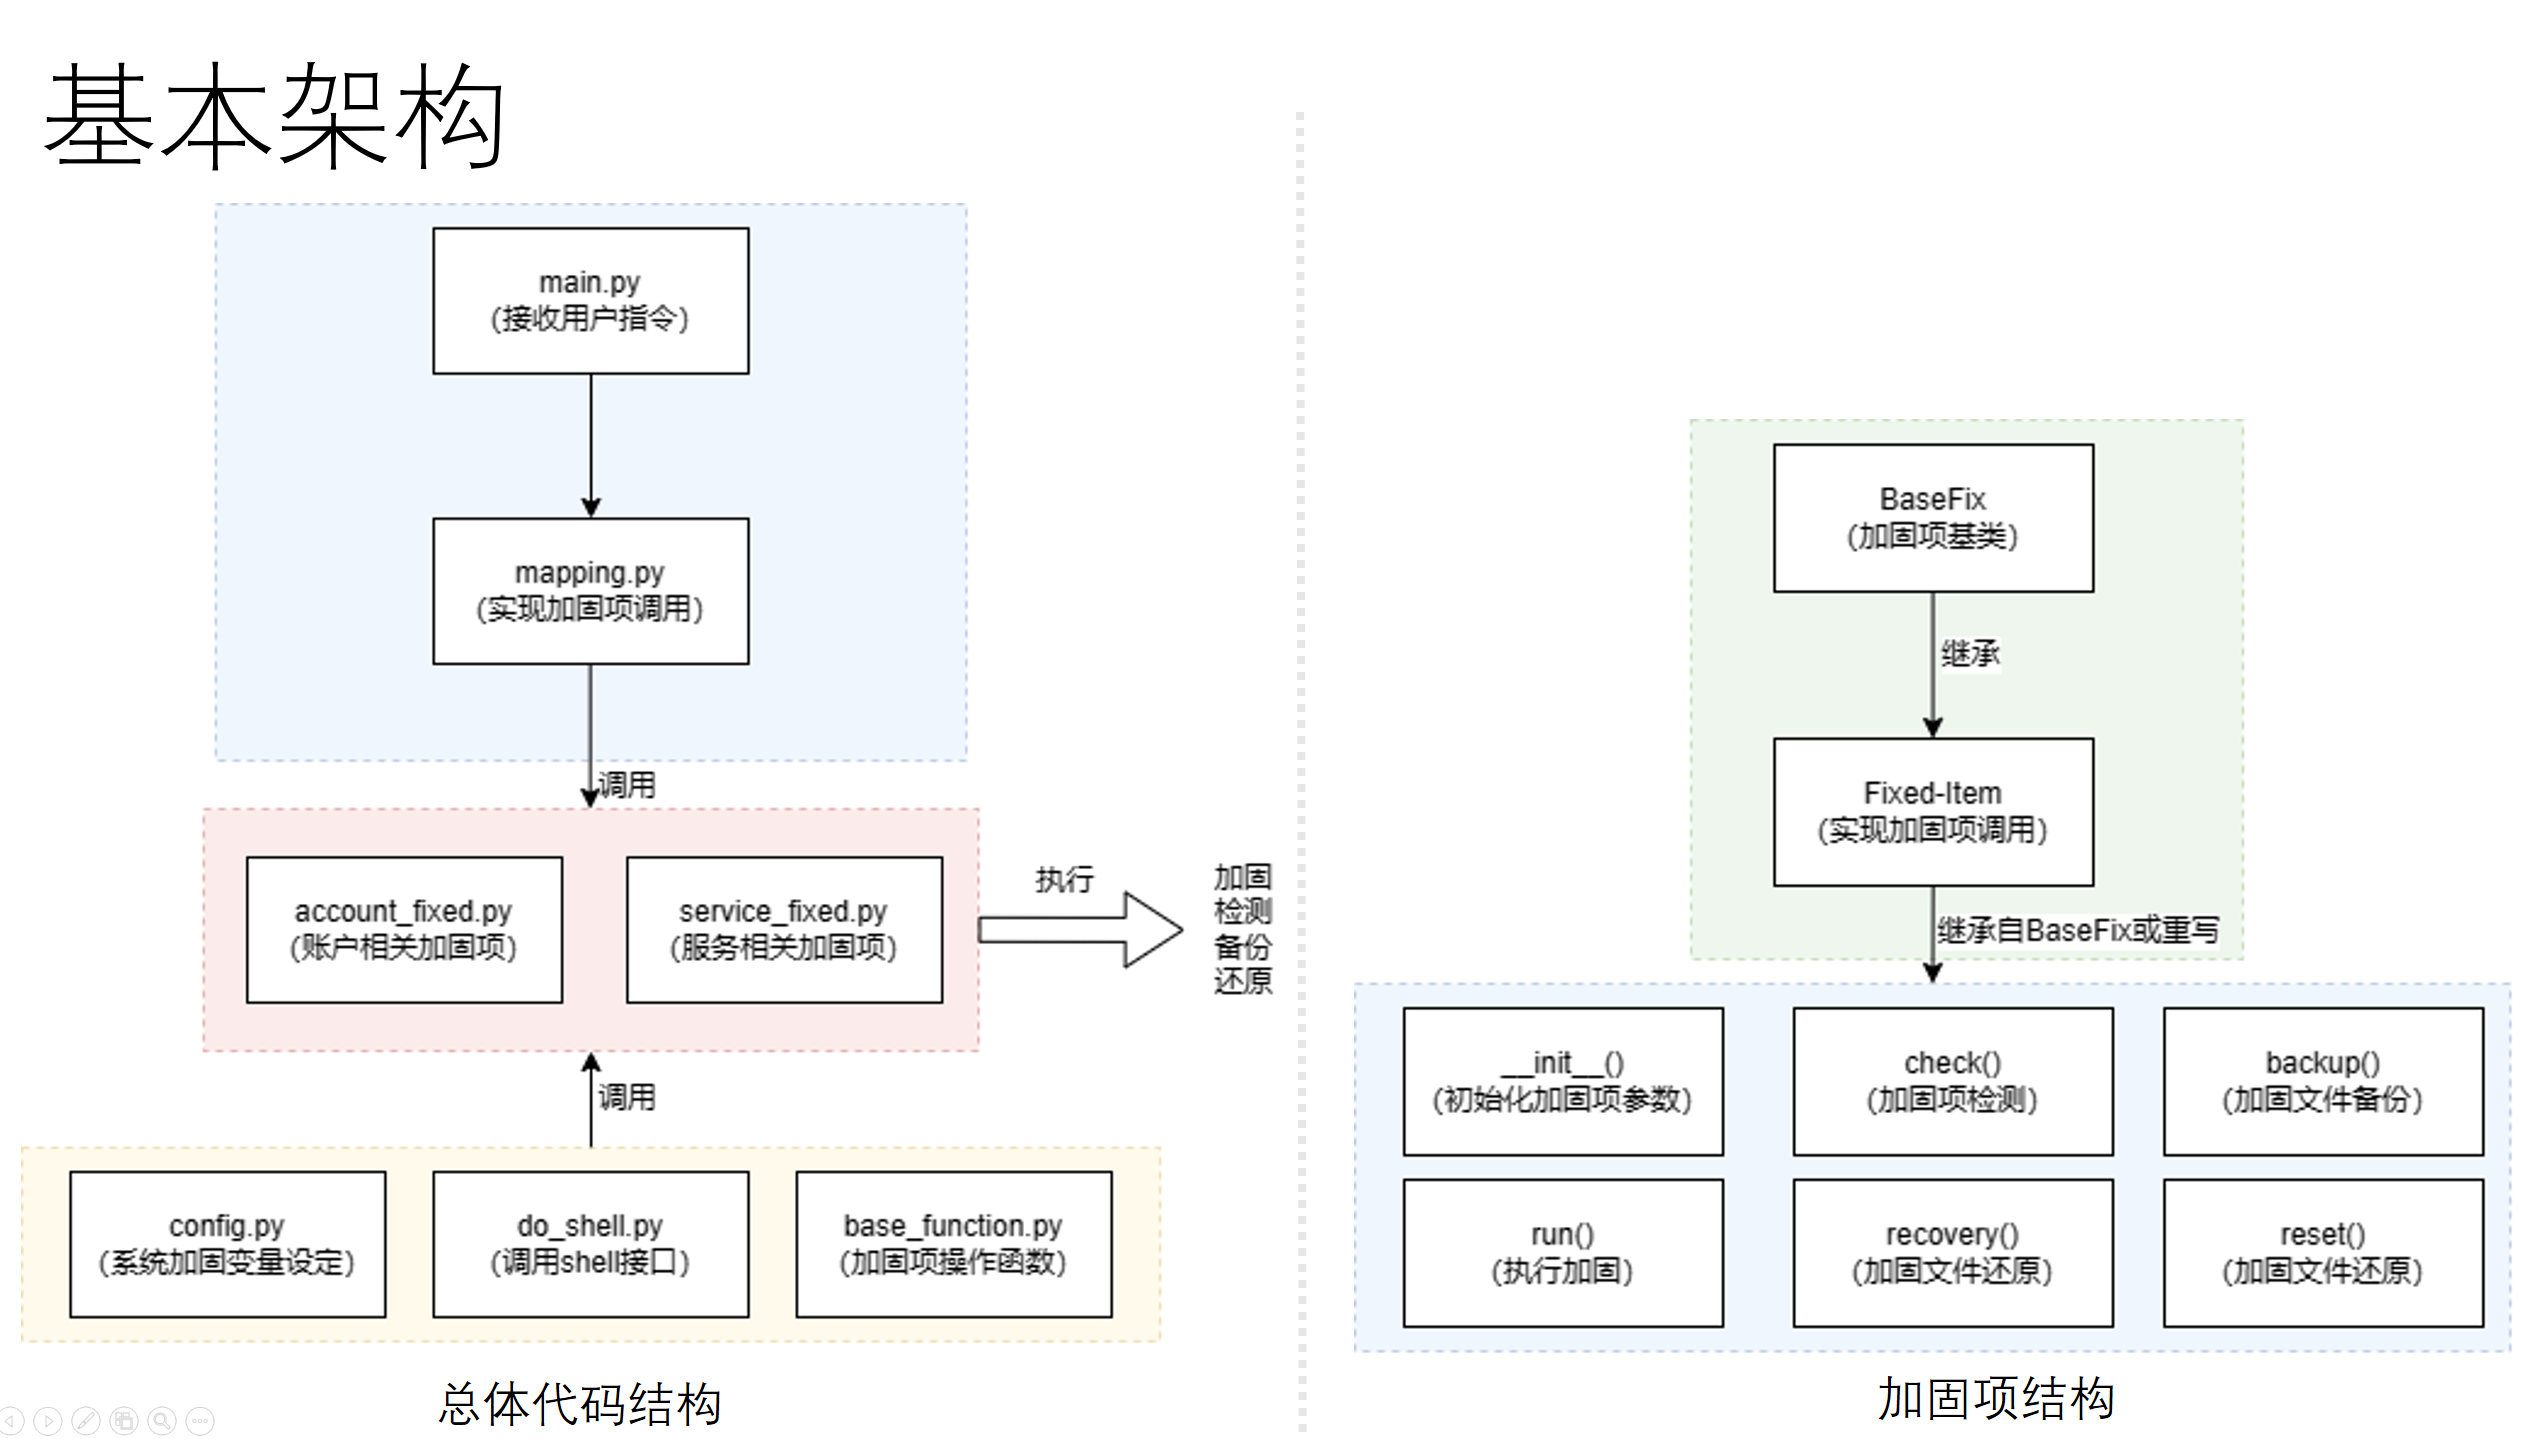 基本架构
main.py
(接收用户指令)
mapping.py
(实现加固项调用)
调用
account_fixed.py
(账户相关加固项)
service_fixed.py
(服务相关加固项)
执行
加固
检测
备份
还原
调用
config.py
(系统加固变量设定)
do_shell.py
(调用shell接口)
base_function.py
(加固项操作函数)
总体代码结构
BaseFix
(加固项基类)
继承
Fixed-Item
(实现加固项调用)
继承自BaseFix或重写
__init__()
(初始化加固项参数)
check()
(加固项检测)
backup()
(加固文件备份)
run()
(执行加固)
recovery()
(加固文件还原)
reset()
(加固文件还原)
加固项结构